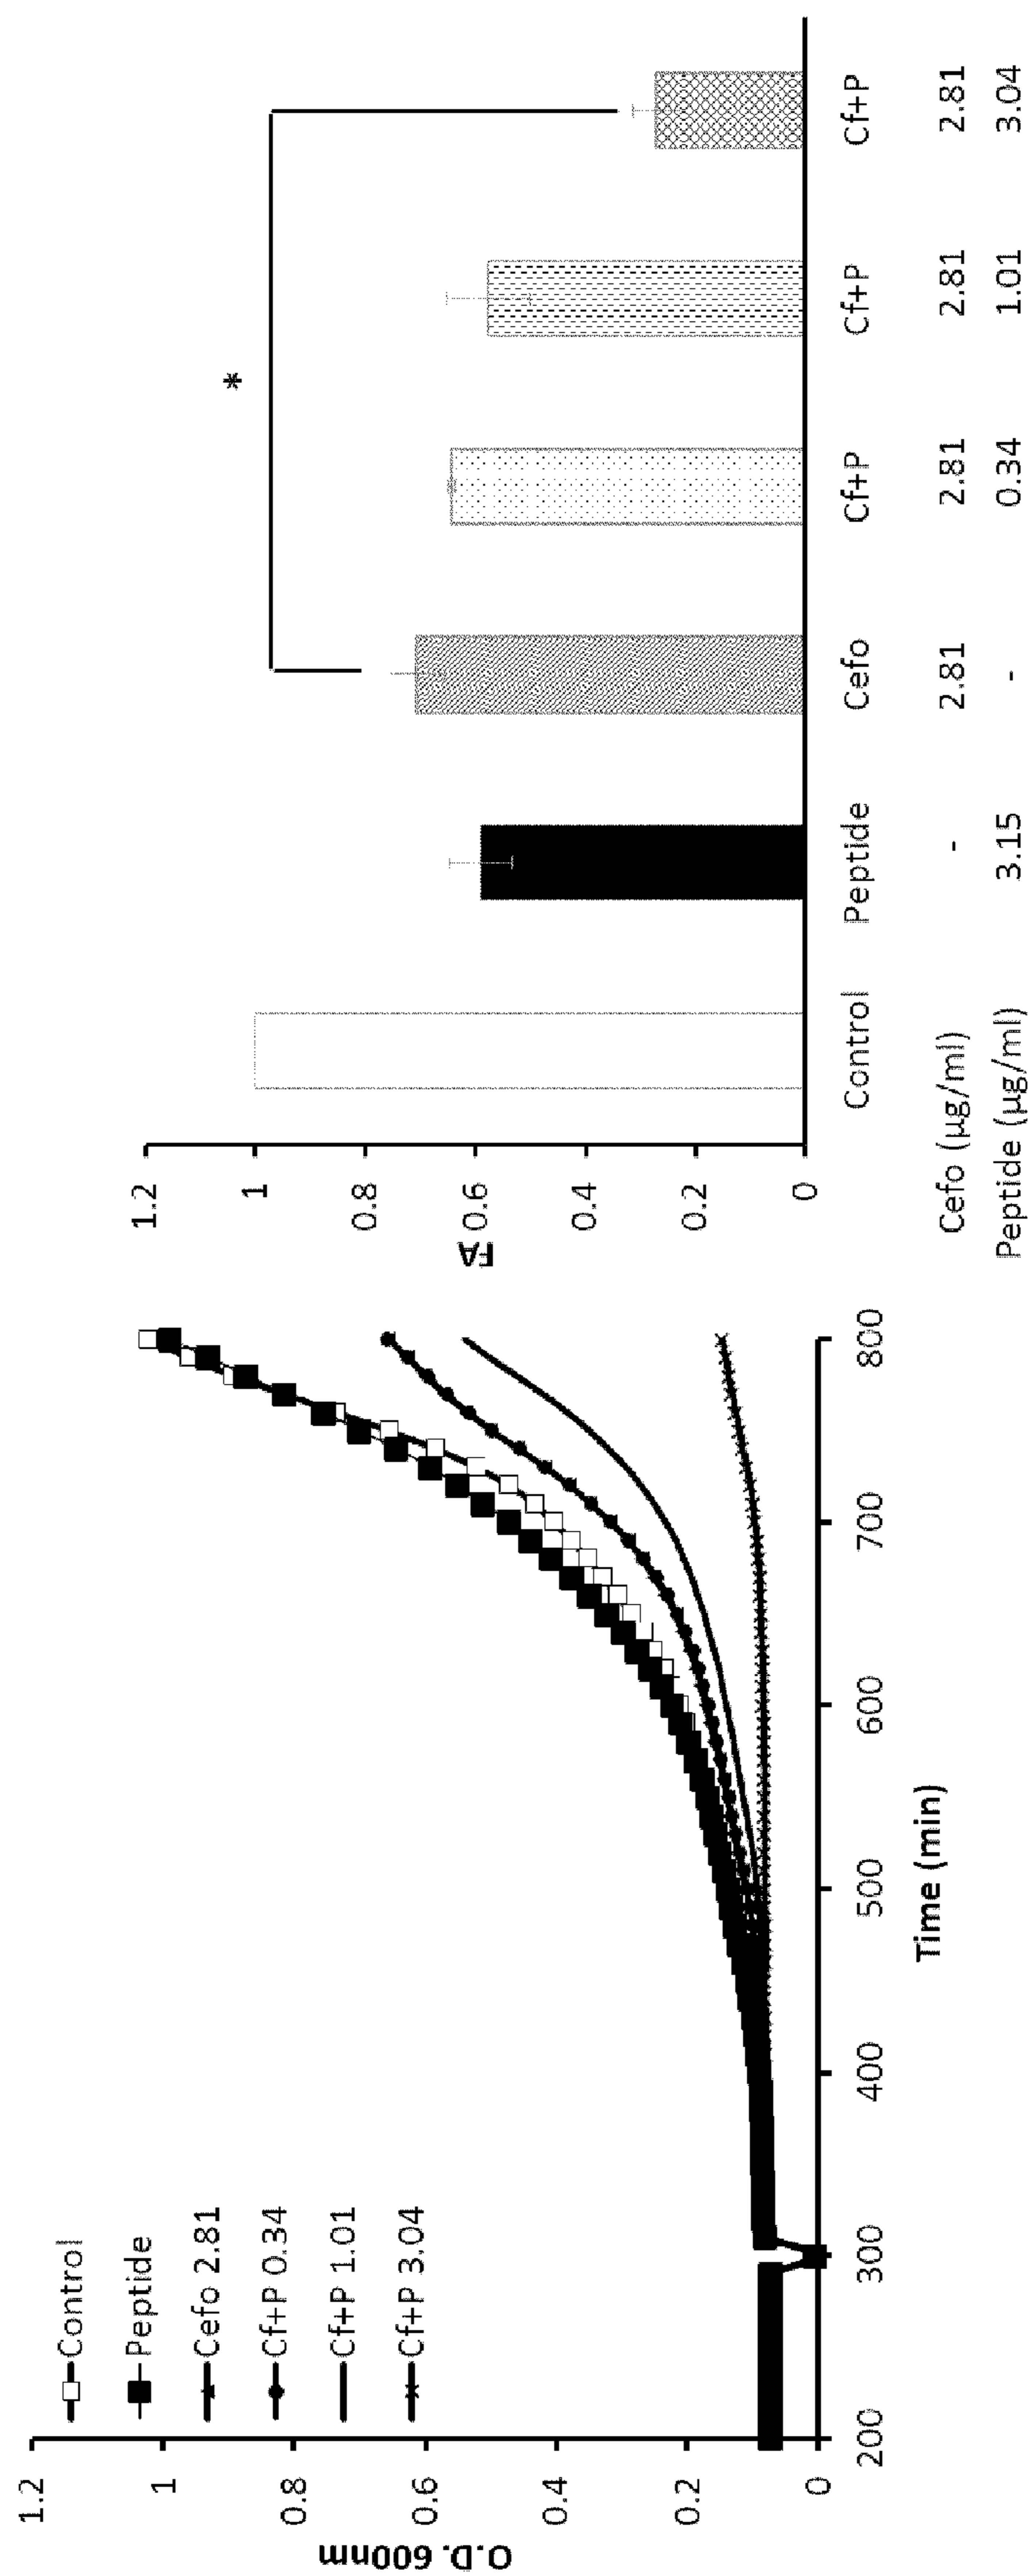 1.2
1
0.8
0.6
0.4
0.2
0
O.D. 600nm
Control
Peptide
Cefo 2.81
Cf+P 0.34
Cf+P 1.01
Cf+P 3.04
200 300 400 500 600 700 800
Time (min)
1.2
1
0.8
0.6
0.4
0.2
0
FA
*
Control Peptide Cefo Cf+P Cf+P Cf+P
Cefo (µg/ml) - 2.81 2.81 2.81 2.81
Peptide (µg/ml) 3.15 - 0.34 1.01 3.04